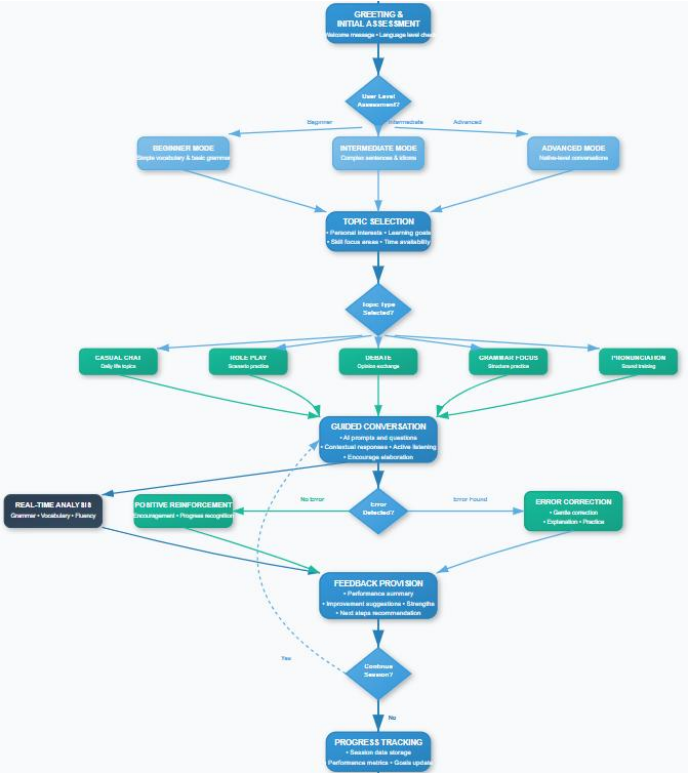 GREETING &
INITIAL ASSESSMENT
Welcome message • Language level check
User Level
Assessment?
Beginner
Intermediate
Advanced
BEGINNER MODE
Simple vocabulary & basic grammar
INTERMEDIATE MODE
Complex sentences & idioms
ADVANCED MODE
Native-level conversations
TOPIC SELECTION
• Personal interests • Learning goals
• Skill focus areas • Time availability
Topic Type
Selected?
CASUAL CHAT
Daily life topics
ROLE PLAY
Scenario practice
DEBATE
Opinion exchange
GRAMMAR FOCUS
Structure practice
PRONUNCIATION
Sound training
GUIDED CONVERSATION
• AI prompts and questions
• Contextual responses • Active listening
• Encourage elaboration
REAL-TIME ANALYSIS
Grammar • Vocabulary • Fluency
POSITIVE REINFORCEMENT
Encouragement • Progress recognition
No Error
Error
Detected?
Error Found
ERROR CORRECTION
• Gentle correction
• Explanation • Practice
FEEDBACK PROVISION
• Performance summary
• Improvement suggestions • Strengths
• Next steps recommendation
Yes
Continue
Session?
No
PROGRESS TRACKING
• Session data storage
Performance metrics • Goals update